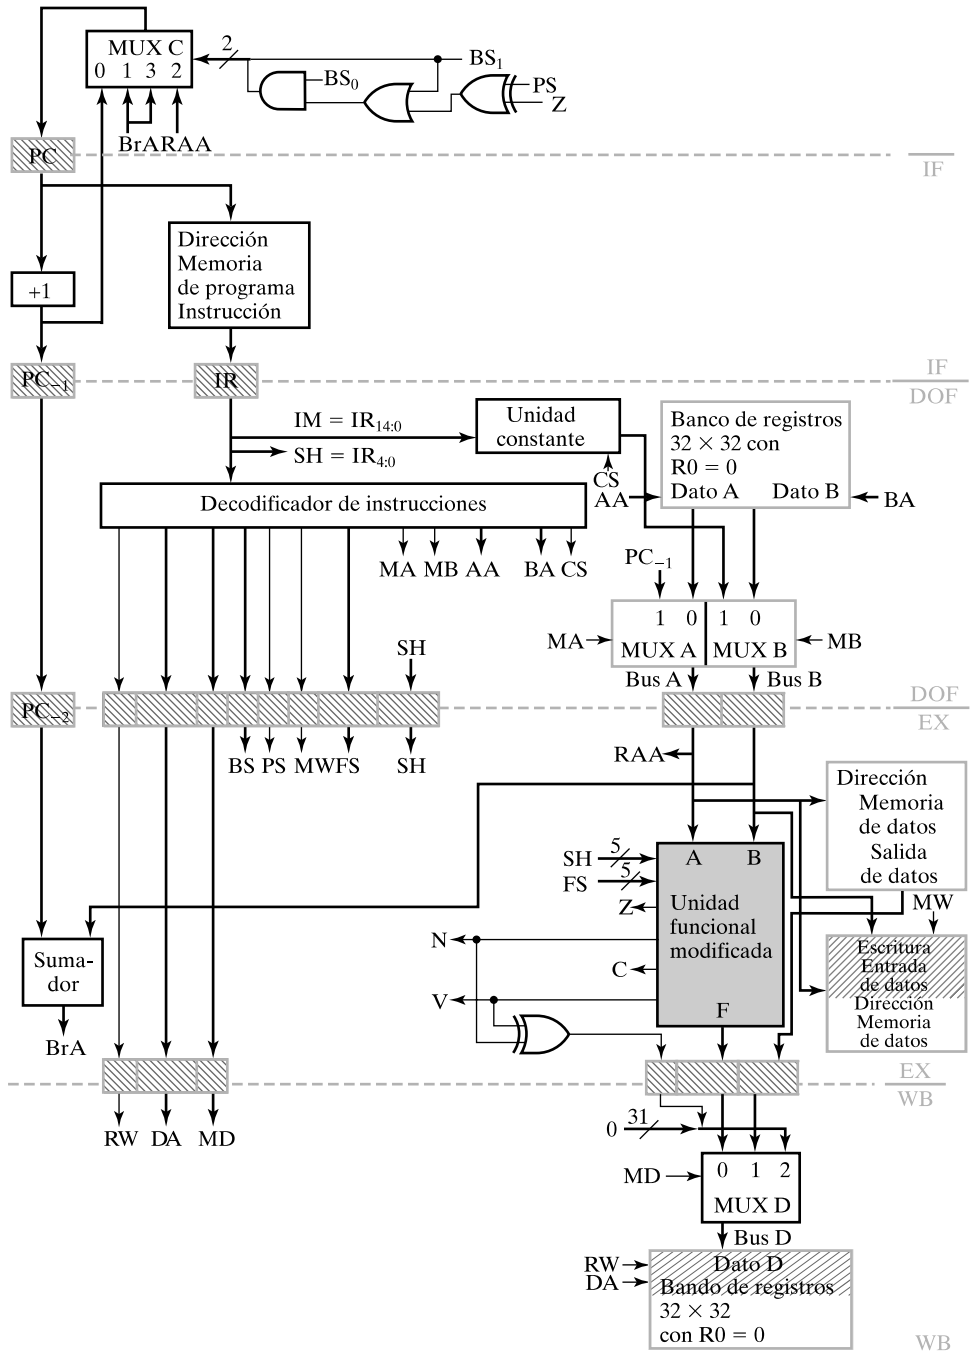 MUX C
0 1 3 2
2
BS₁
BS₀
PS
Z
BrA
RAA
PC
IF
Dirección
Memoria
de programa
Instrucción
+1
PC₋₁
IR
IF
DOF
IM = IR₁₄:₀
SH = IR₄:₀
Unidad
constante
CS
Banco de registros
32 × 32 con
R0 = 0
Dato A Dato B
AA
BA
Decodificador de instrucciones
MA MB AA BA CS
PC₋₁
1 0 1 0
MUX A MUX B
MA
MB
SH
Bus A Bus B
PC₋₂
DOF
EX
BS PS MW FS SH
RAA
Dirección
Memoria
de datos
Salida
de datos
A B
SH 5
FS 5
Z
Unidad
funcional
modificada
N
C
V
F
MW
Escritura
Entrada
de datos
Dirección
Memoria
de datos
Suma-
dor
BrA
EX
WB
RW DA MD
0 31
MD
0 1 2
MUX D
Bus D
RW
DA
Dato D
Bando de registros
32 × 32
con R0 = 0
WB